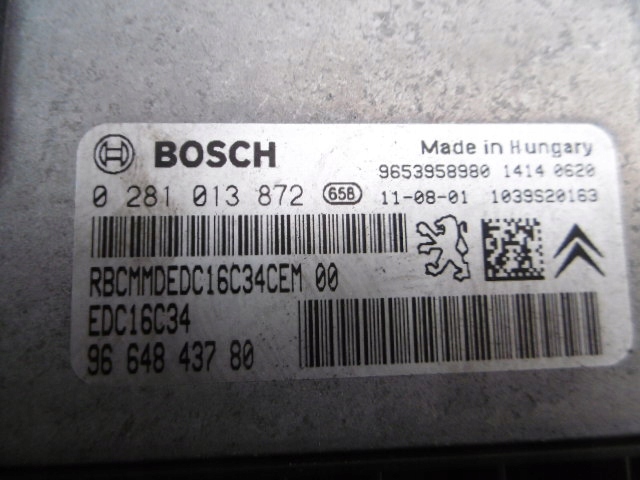 BOSCH
Made in Hungary
9653958980 1414 0620
0 281 013 872 65B 11-08-01 1039S20163
RBCMMDEDC16C34CEM 00
EDC16C34
96 648 437 80